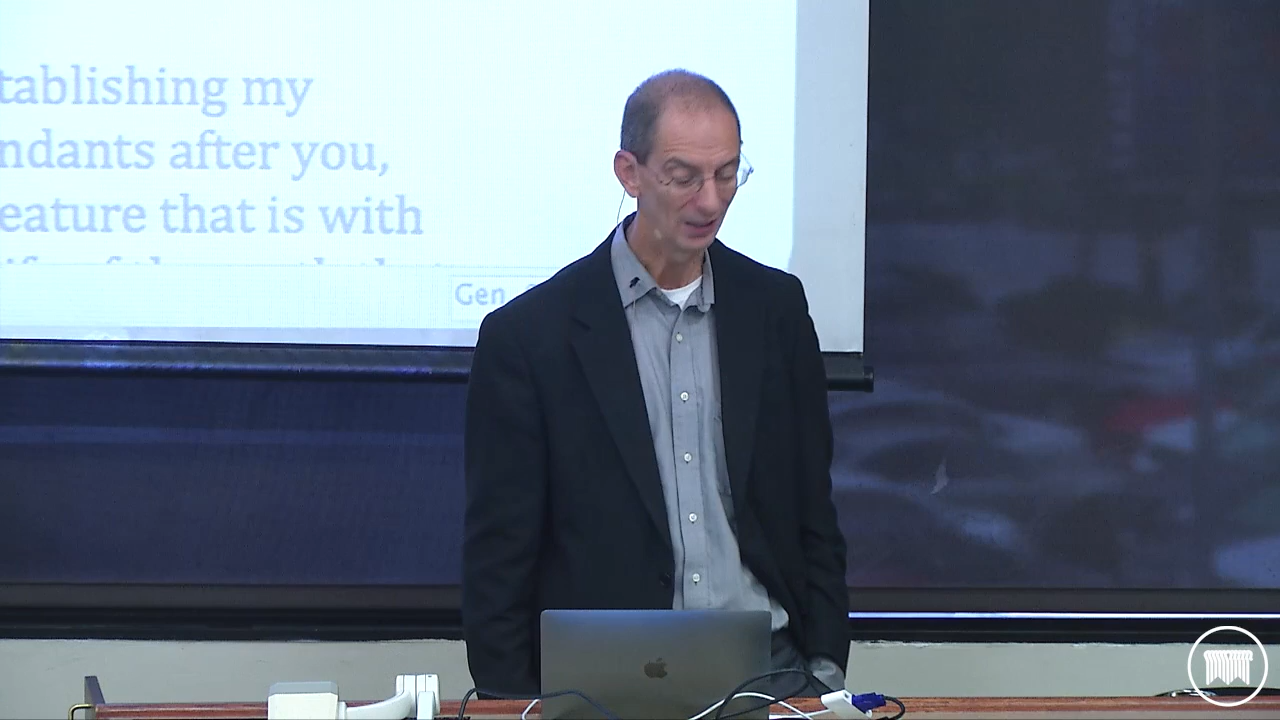 tablishing my
ndants after you,
eature that is with
Gen